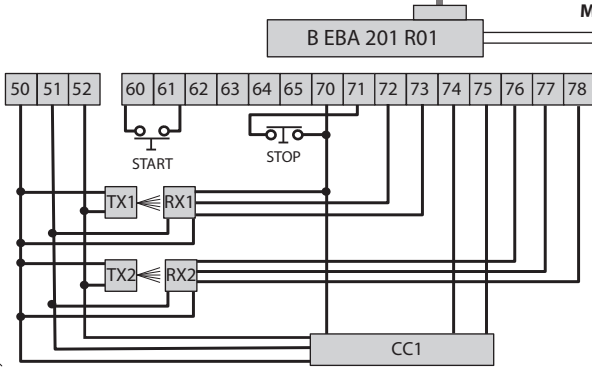 M
B EBA 201 R01
50 51 52 60 61 62 63 64 65 70 71 72 73 74 75 76 77 78
START
STOP
TX1 RX1
TX2 RX2
CC1